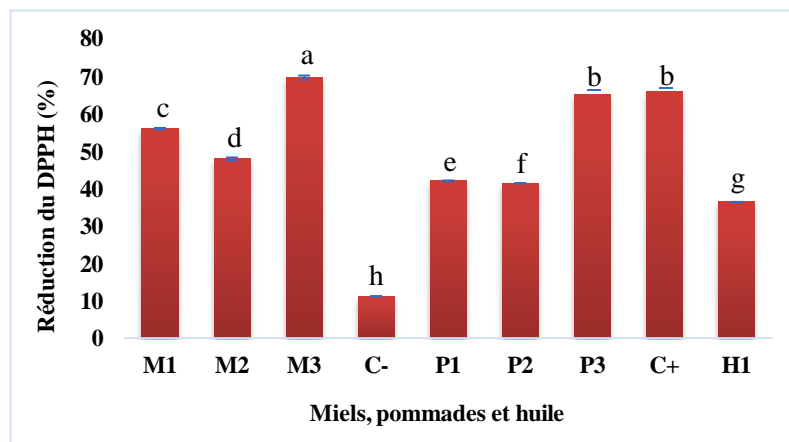 Réduction du DPPH (%)
80
70
60
50
40
30
20
10
0
c
d
a
h
e
f
b
b
g
M1 M2 M3 C- P1 P2 P3 C+ H1
Miels, pommades et huile